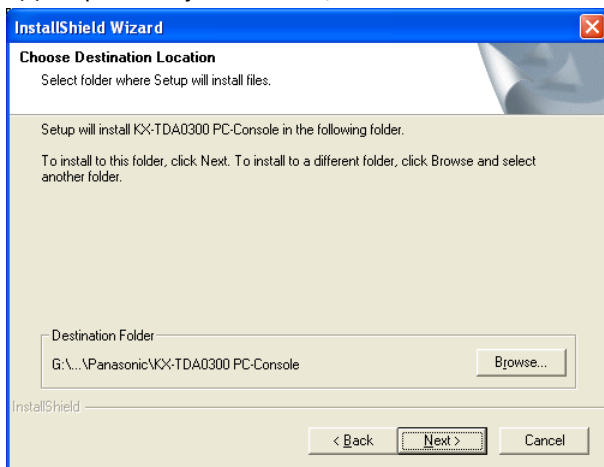 InstallShield Wizard
Choose Destination Location
Select folder where Setup will install files.
Setup will install KX-TDA0300 PC-Console in the following folder.
To install to this folder, click Next. To install to a different folder, click Browse and select
another folder.
Destination Folder
G:\...\Panasonic\KX-TDA0300 PC-Console
Browse...
InstallShield
< Back
Next >
Cancel